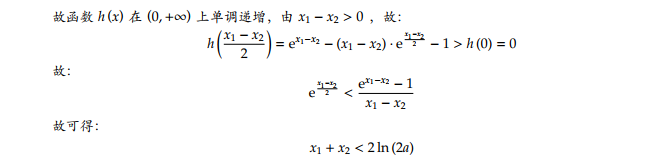 故函数 h(x) 在 (0,+∞) 上单调递增，由 x₁ − x₂ > 0 ，故：
h((x₁ − x₂)/2) = e^(x₁−x₂) − (x₁ − x₂) · e^((x₁−x₂)/2) − 1 > h(0) = 0
故：
e^((x₁−x₂)/2) < (e^(x₁−x₂) − 1)/(x₁ − x₂)
故可得：
x₁ + x₂ < 2 ln (2a)